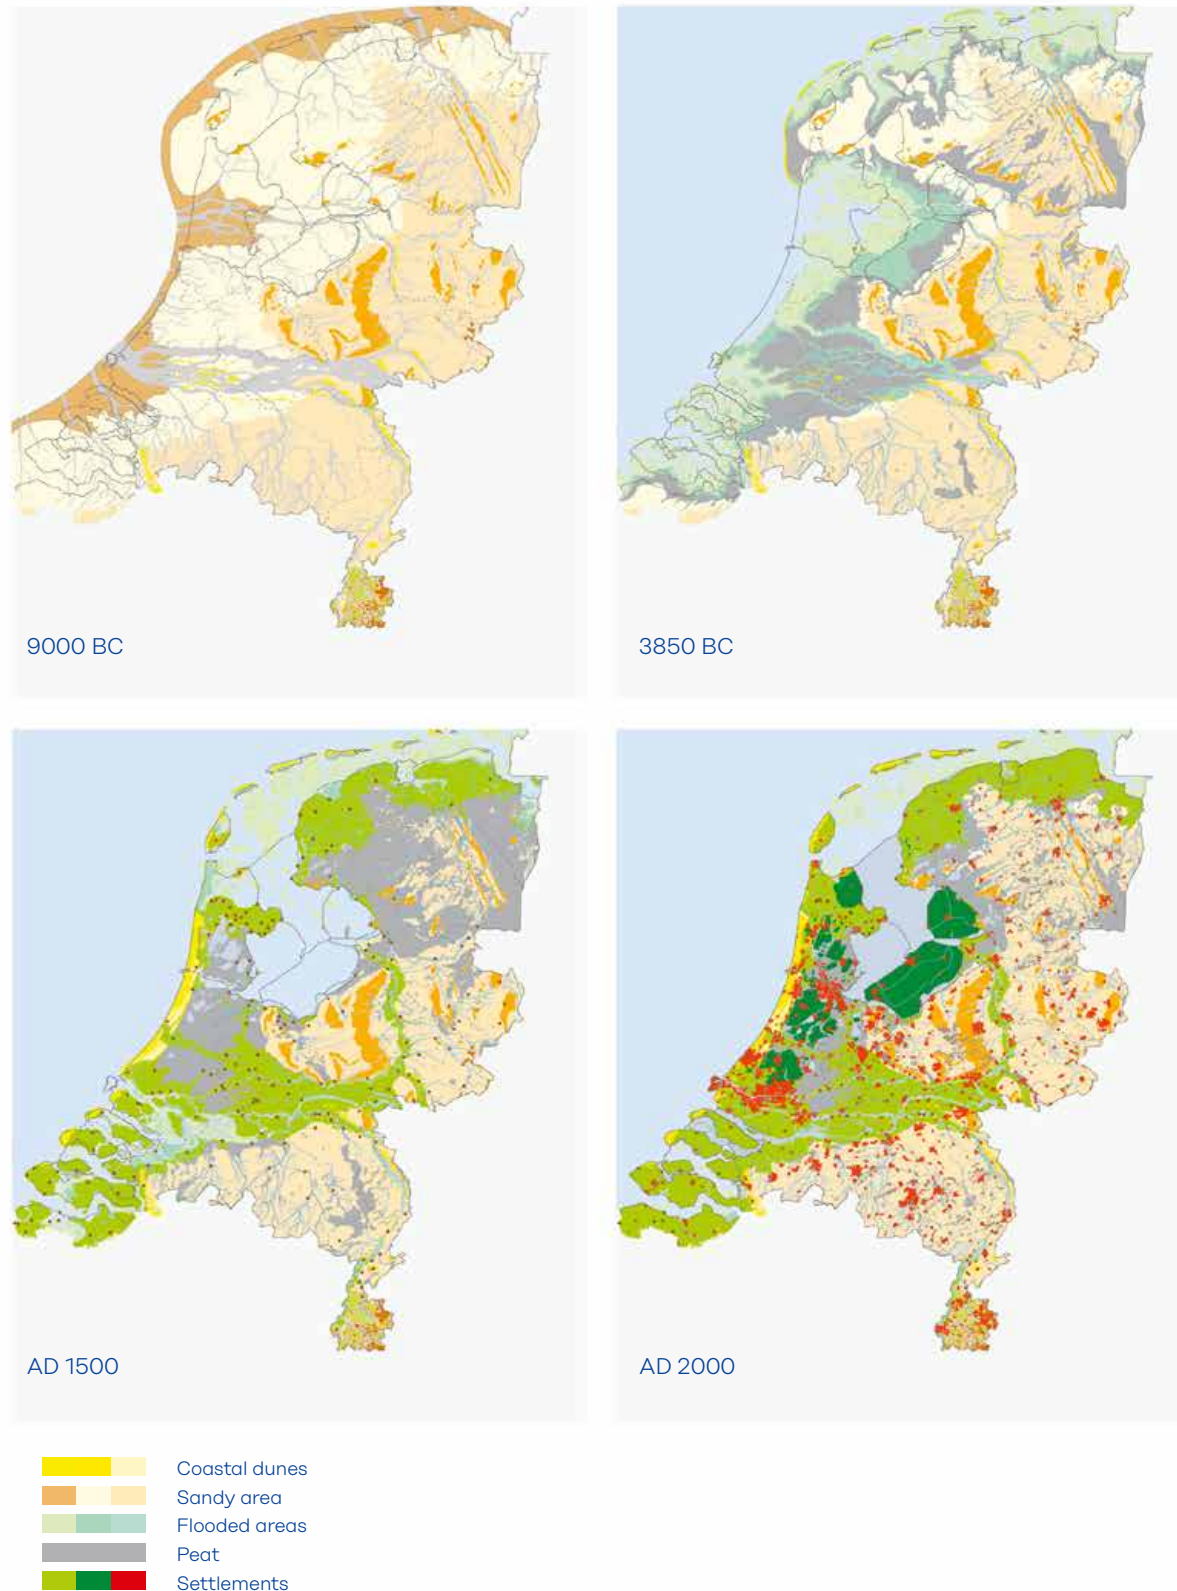 9000 BC
3850 BC
AD 1500
AD 2000
Coastal dunes
Sandy area
Flooded areas
Peat
Settlements